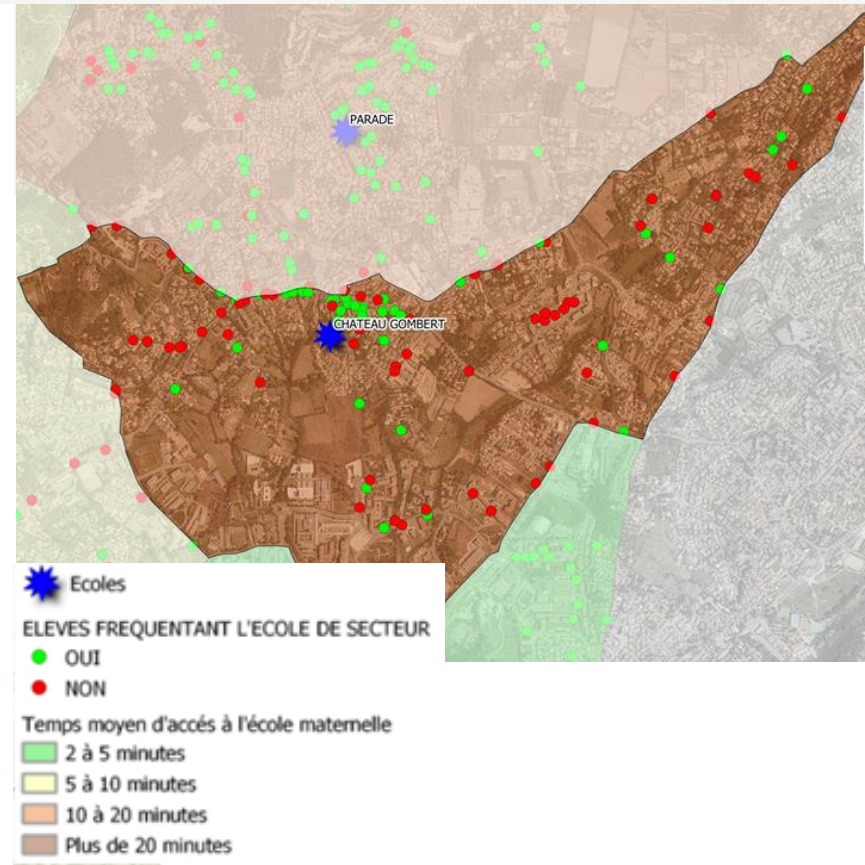 PARADE
CHATEAU GOMBERT
Ecoles
ELEVES FREQUENTANT L'ECOLE DE SECTEUR
OUI
NON
Temps moyen d'accés à l'école maternelle
2 à 5 minutes
5 à 10 minutes
10 à 20 minutes
Plus de 20 minutes